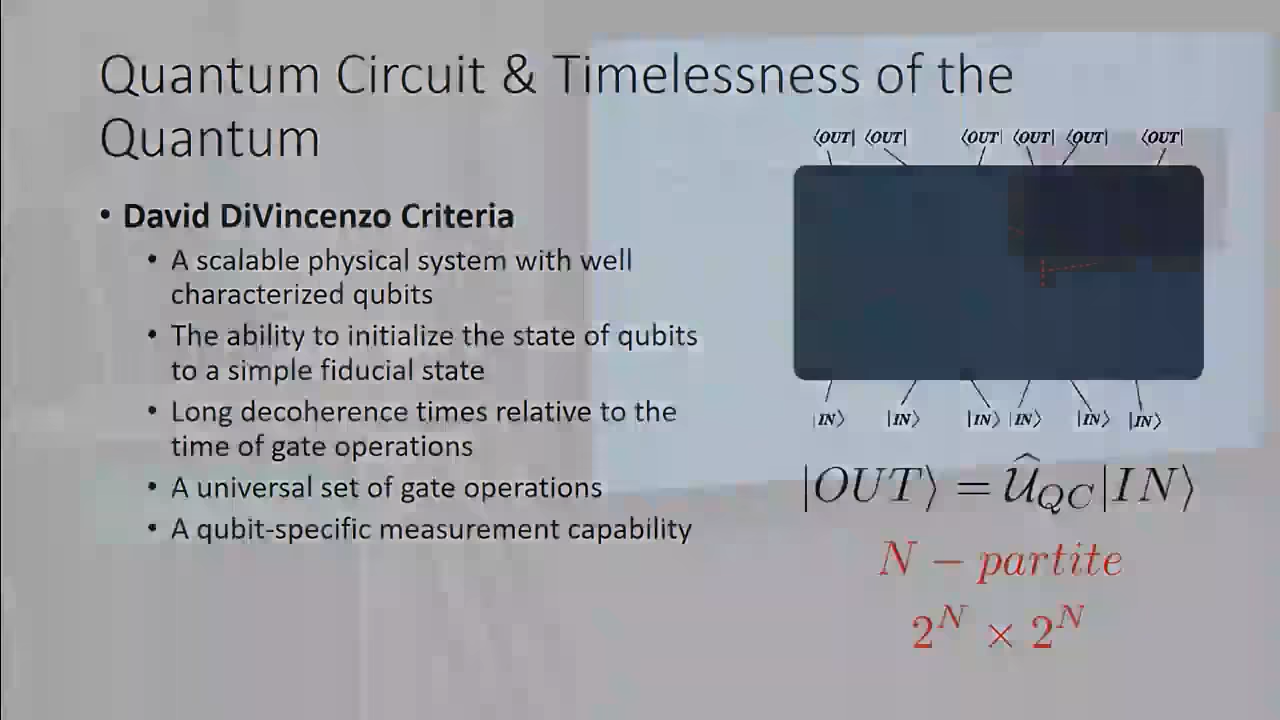 Quantum Circuit & Timelessness of the
Quantum
• David DiVincenzo Criteria
• A scalable physical system with well
characterized qubits
• The ability to initialize the state of qubits
to a simple fiducial state
• Long decoherence times relative to the
time of gate operations
• A universal set of gate operations
• A qubit-specific measurement capability
⟨OUT| ⟨OUT| ⟨OUT| ⟨OUT| ⟨OUT| ⟨OUT|
|IN⟩ |IN⟩ |IN⟩ |IN⟩ |IN⟩ |IN⟩
|OUT⟩ = 𝒰̂_QC|IN⟩
N − partite
2^N × 2^N